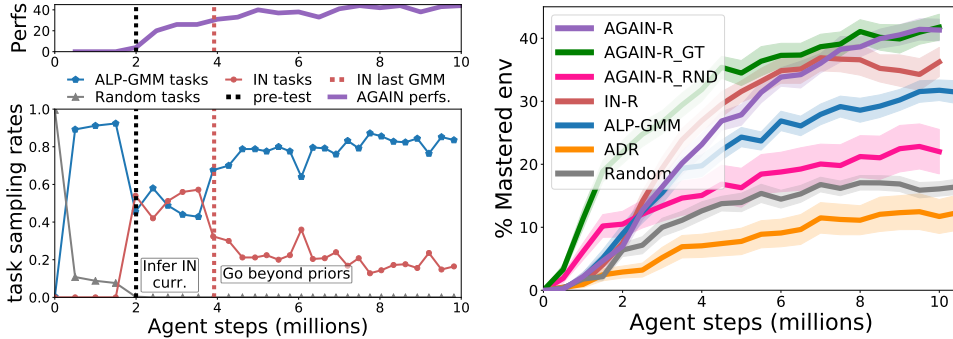 Perfs
40
20
0
0
2
4
6
8
10
ALP-GMM tasks
IN tasks
IN last GMM
Random tasks
pre-test
AGAIN perfs.
task sampling rates
1.0
0.8
0.6
0.4
0.2
0.0
Infer IN
curr.
Go beyond priors
0
2
4
6
8
10
Agent steps (millions)
% Mastered env
40
30
20
10
0
AGAIN-R
AGAIN-R_GT
AGAIN-R_RND
IN-R
ALP-GMM
ADR
Random
0
2
4
6
8
10
Agent steps (millions)